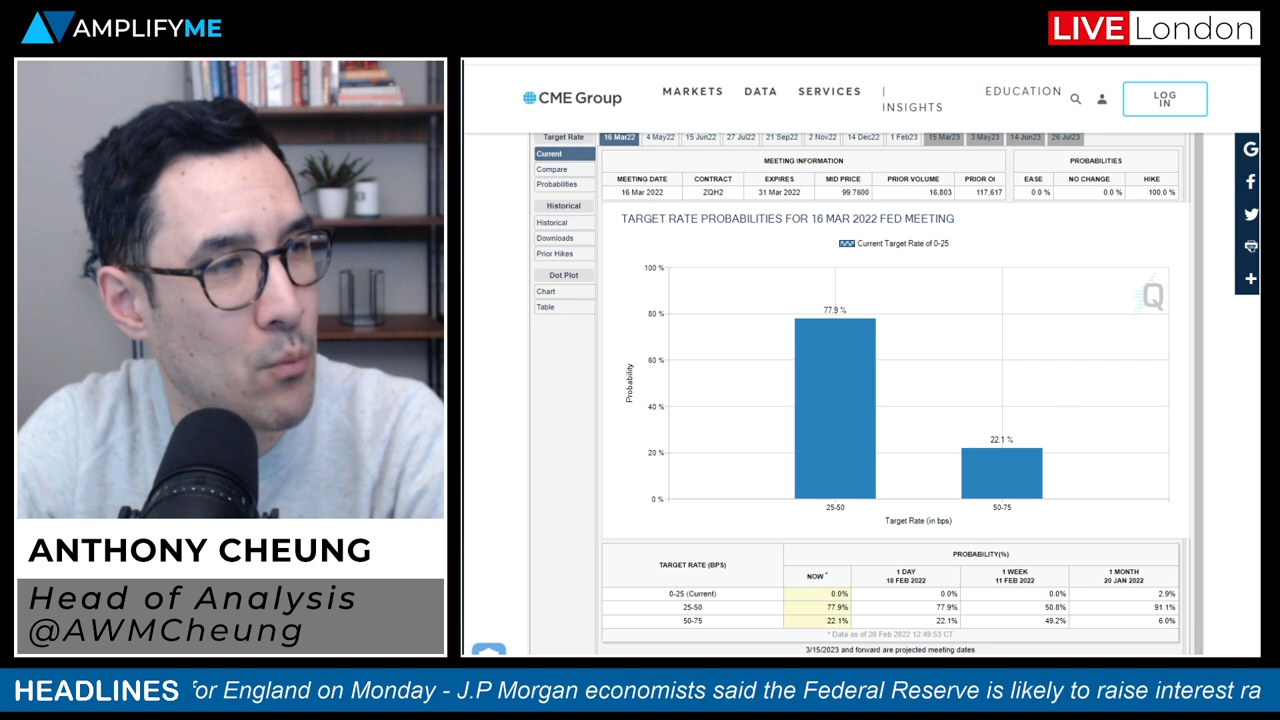 AMPLIFYME
LIVE London
CME Group
MARKETS DATA SERVICES | INSIGHTS EDUCATION
LOG IN
Target Rate
Current
Compare
Probabilities
Historical
Historical
Downloads
Prior Hikes
Dot Plot
Chart
Table
16 Mar22 4 May22 15 Jun22 27 Jul22 21 Sep22 2 Nov22 14 Dec22 1 Feb23 15 Mar23 3 May23 14 Jun23 26 Jul23
MEETING INFORMATION
MEETING DATE CONTRACT EXPIRES MID PRICE PRIOR VOLUME PRIOR OI
16 Mar 2022 ZQH2 31 Mar 2022 99.7600 16,803 117,617
PROBABILITIES
EASE NO CHANGE HIKE
0.0 % 0.0 % 100.0 %
TARGET RATE PROBABILITIES FOR 16 MAR 2022 FED MEETING
Current Target Rate of 0-25
Probability
100 %
80 %
60 %
40 %
20 %
0 %
77.9 %
22.1 %
25-50 50-75
Target Rate (in bps)
Q
G
TARGET RATE (BPS) PROBABILITY(%)
NOW * 1 DAY 18 FEB 2022 1 WEEK 11 FEB 2022 1 MONTH 20 JAN 2022
0-25 (Current) 0.0% 0.0% 0.0% 2.9%
25-50 77.9% 77.9% 50.8% 91.1%
50-75 22.1% 22.1% 49.2% 6.0%
* Data as of 20 Feb 2022 12:49:53 CT
3/15/2023 and forward are projected meeting dates
ANTHONY CHEUNG
Head of Analysis
@AWMCheung
HEADLINES for England on Monday - J.P Morgan economists said the Federal Reserve is likely to raise interest ra